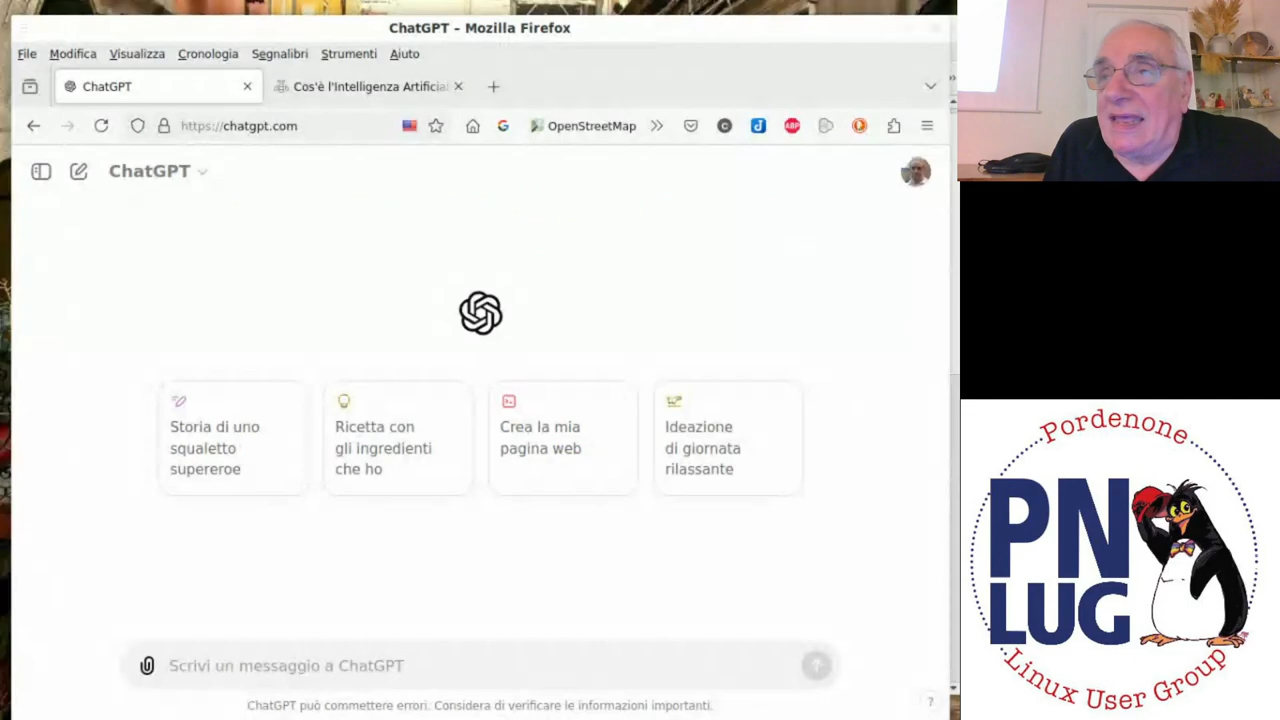 ChatGPT – Mozilla Firefox
File Modifica Visualizza Cronologia Segnalibri Strumenti Aiuto
ChatGPT Cos'è l'Intelligenza Artificial
https://chatgpt.com OpenStreetMap
ABP
ChatGPT
Storia di uno
squaletto
supereroe
Ricetta con
gli ingredienti
che ho
Crea la mia
pagina web
Ideazione
di giornata
rilassante
Scrivi un messaggio a ChatGPT
ChatGPT può commettere errori. Considera di verificare le informazioni importanti.
?
Pordenone
PN
LUG
Linux User Group